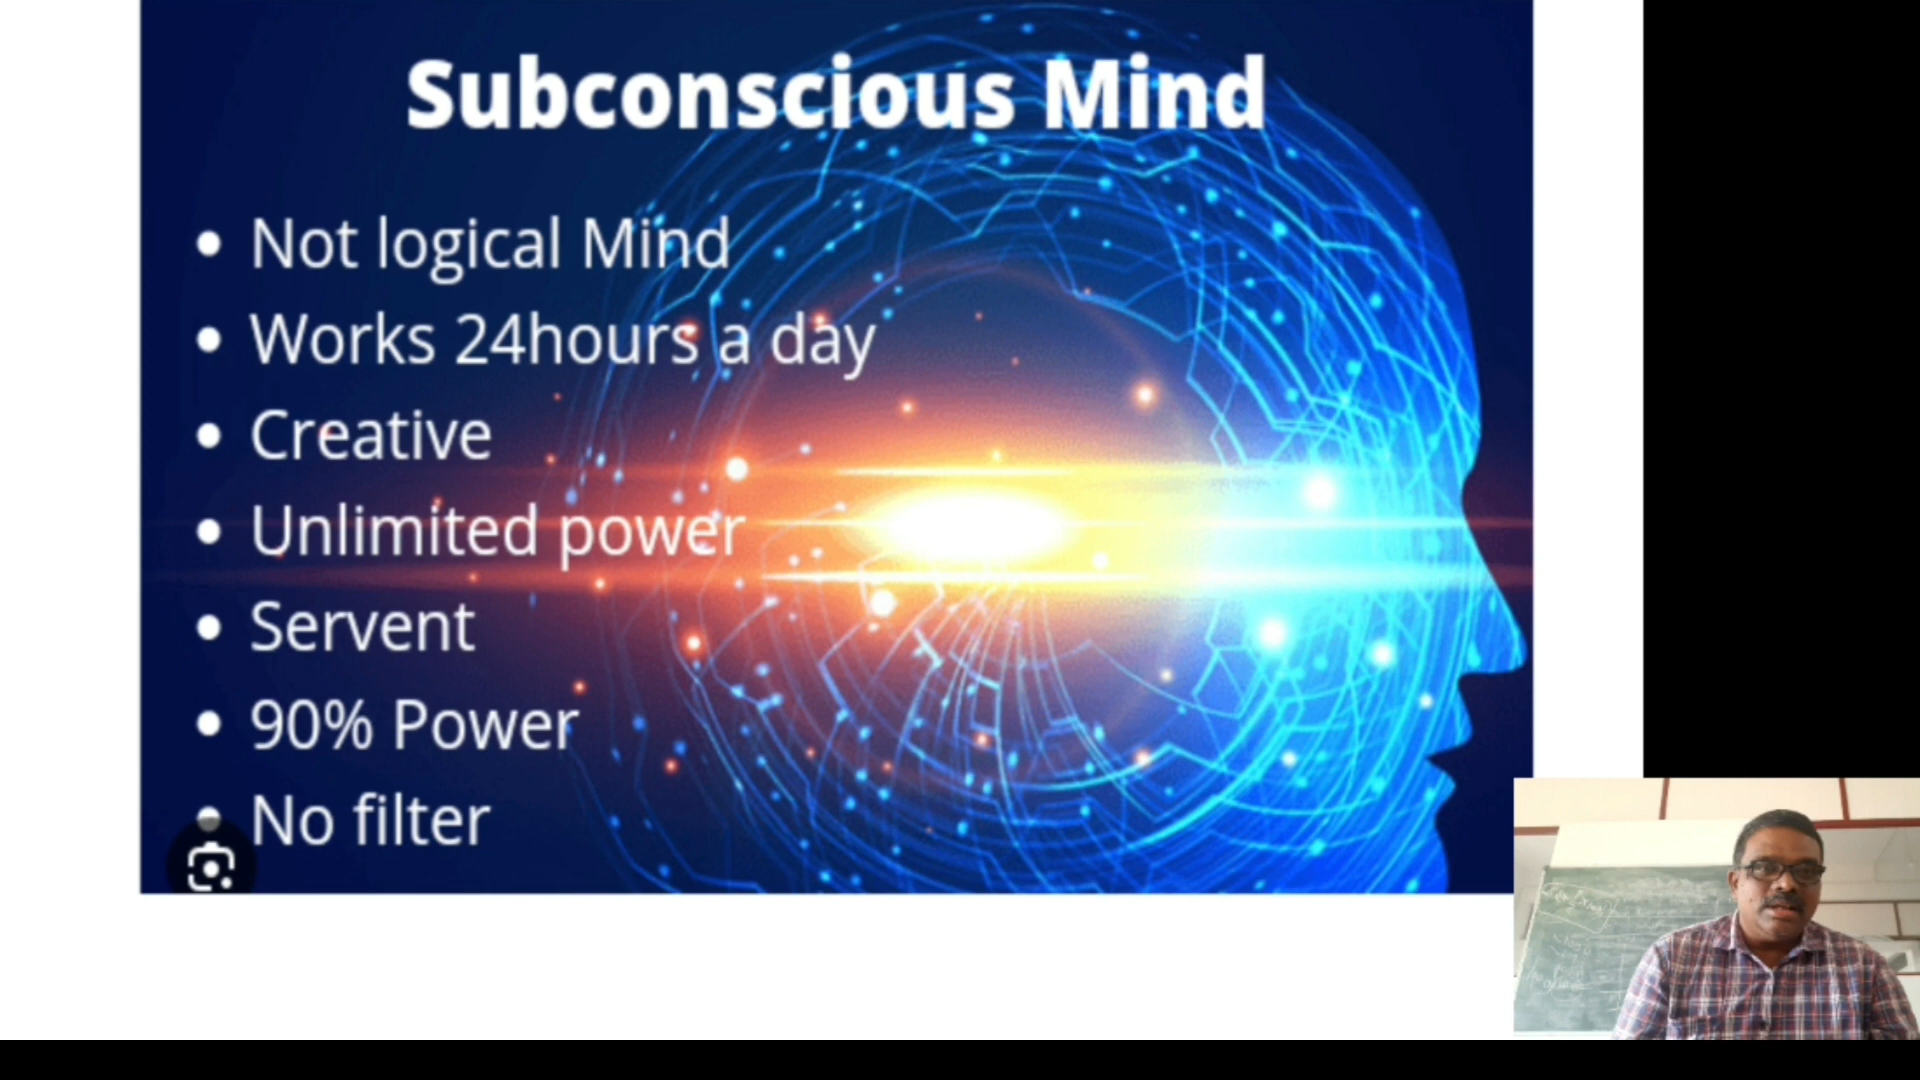 Subconscious Mind
Not logical Mind
Works 24hours a day
Creative
Unlimited power
Servent
90% Power
No filter